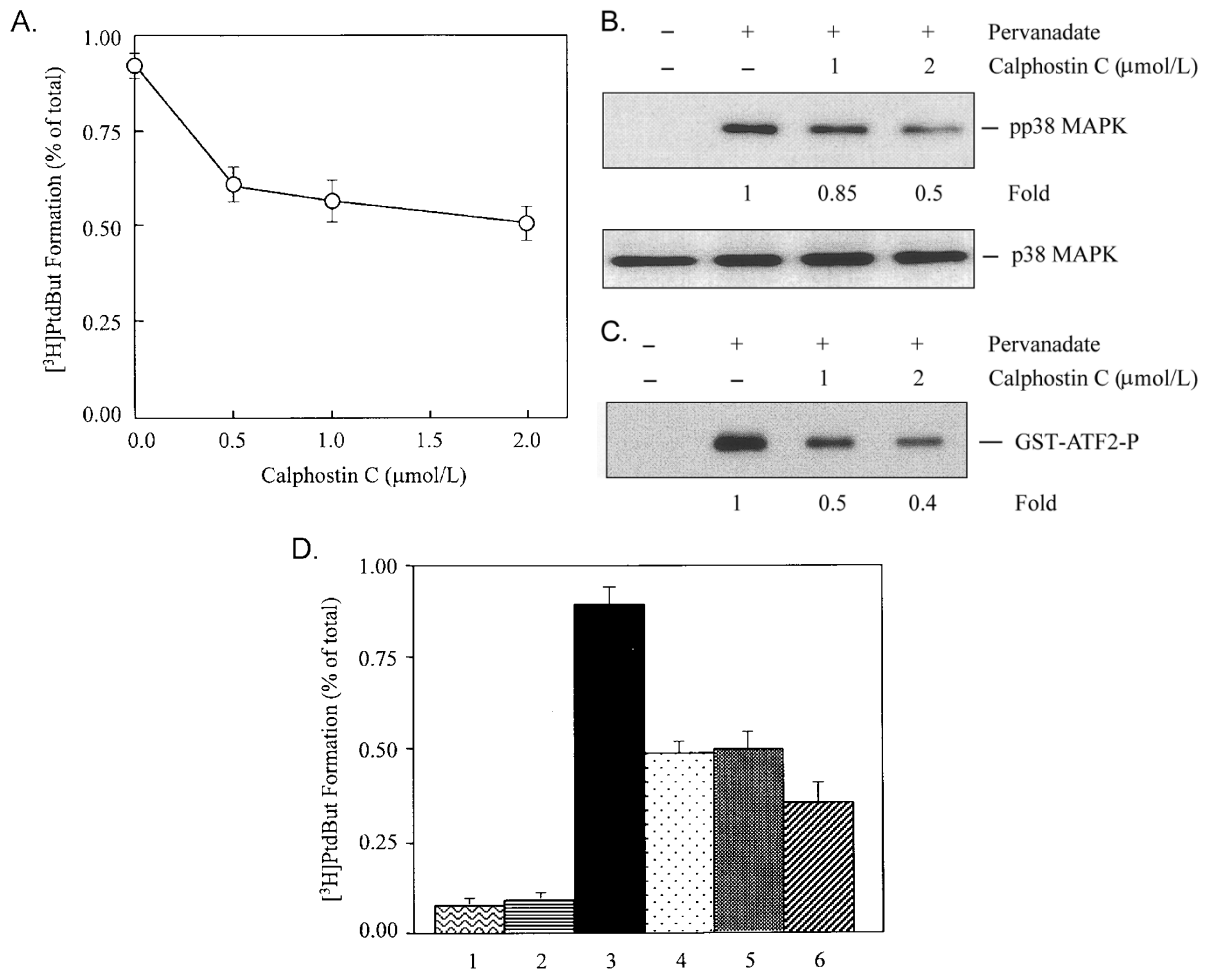 A.
1.00
0.75
0.50
0.25
0.00
[³H]PtdBut Formation (% of total)
0.0 0.5 1.0 1.5 2.0
Calphostin C (μmol/L)
B.
– + + + Pervanadate
– – 1 2 Calphostin C (μmol/L)
– pp38 MAPK
1 0.85 0.5 Fold
– p38 MAPK
C.
– + + + Pervanadate
– – 1 2 Calphostin C (μmol/L)
— GST-ATF2-P
1 0.5 0.4 Fold
D.
1.00
0.75
0.50
0.25
0.00
[³H]PtdBut Formation (% of total)
1 2 3 4 5 6